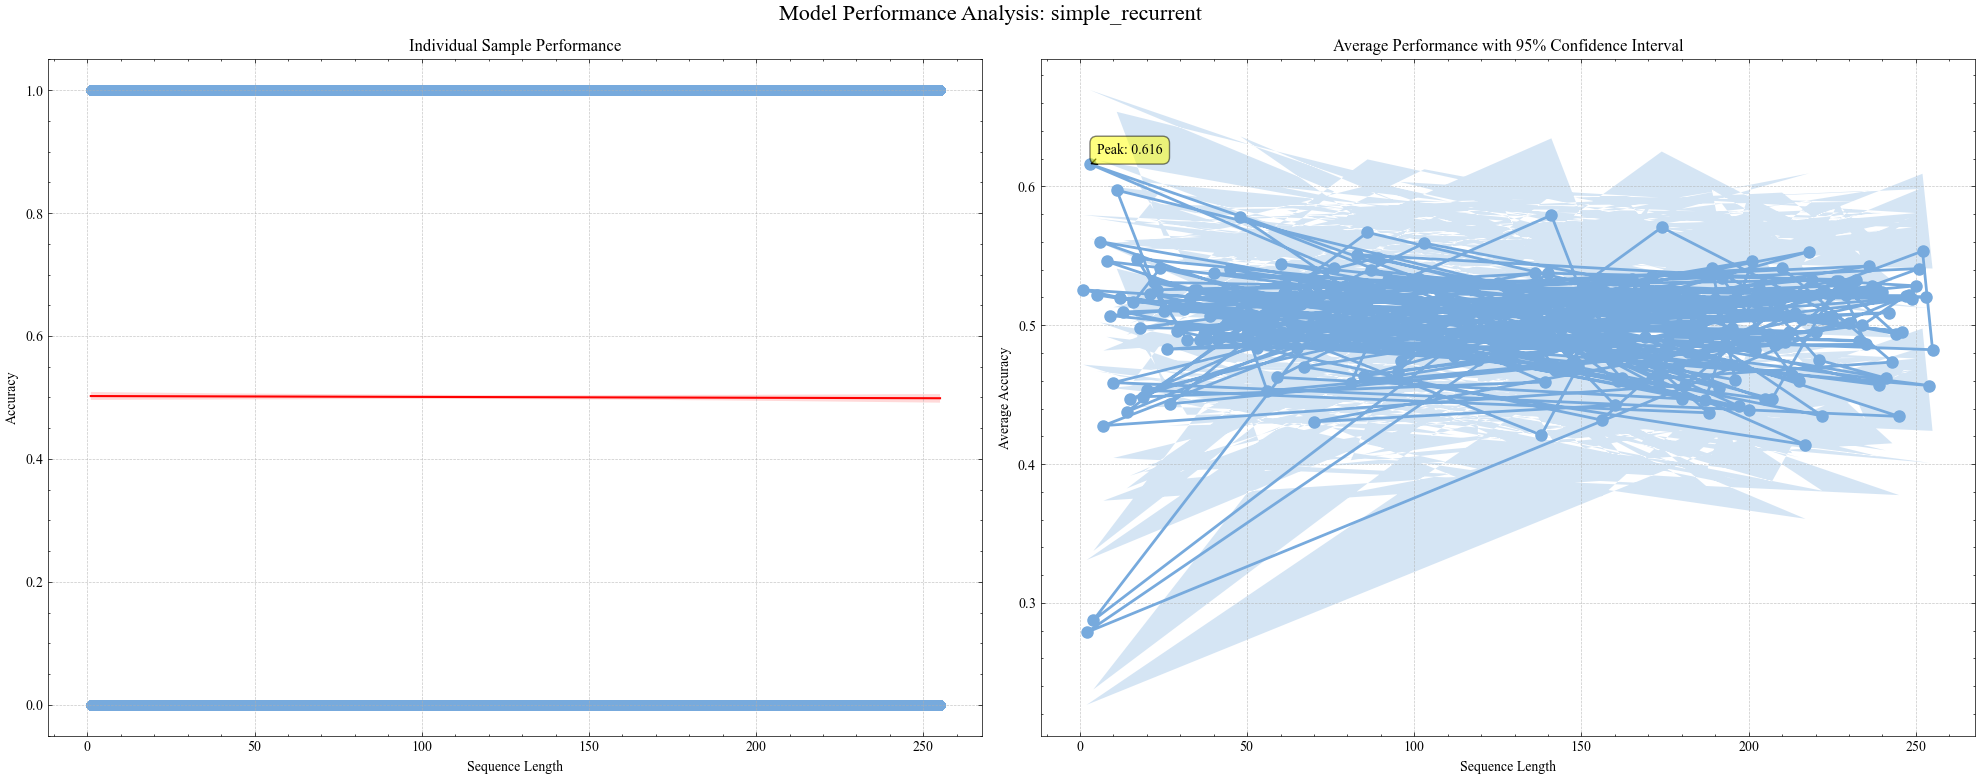 Model Performance Analysis: simple_recurrent
Individual Sample Performance
Accuracy
1.0
0.8
0.6
0.4
0.2
0.0
0
50
100
150
200
250
Sequence Length
Average Performance with 95% Confidence Interval
Average Accuracy
Peak: 0.616
0.6
0.5
0.4
0.3
0
50
100
150
200
250
Sequence Length